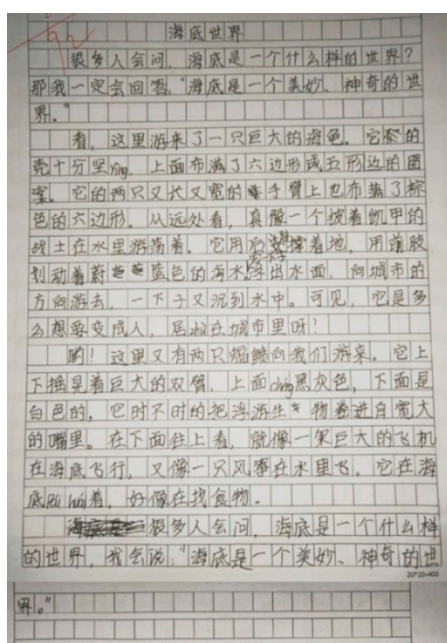 海底世界
很多人会问,海底是一个什么样的世界?
那我一定会回答:“海底是一个美妙、神奇的世
界。”
看,这里游来了一只巨大的海龟。它的
壳十分坚yìng,上面布满了六边形或五形边的图
案。它的两只又长又宽的手臂上也布满了棕
色的六边形。从远处看,真像一个披着凯甲的
战士在水里游荡着。它用后撑着地,用前肢
划动着蔚蓝色的海水,浮出水面,向城市的
方向游去,一下子又沉到水中。可见,它是多
么想要变成人,居zhù在城市里呀!
哟!这里又有两只蝠鲼向我们游来。它上
下摇晃着巨大的双臂,上面chéng黑灰色,下面是
白色的,它时不时的把浮游生物卷进自宽大
的嘴里。在下面往上看,就像一架巨大的飞机
在海底飞行,又像一只风筝在水里飞。它在海
底pái huái着,好像在找食物。
很多人会问,海底是一个什么样
的世界,我会说:“海底是一个美妙、神奇的世
20*20=400
界。”